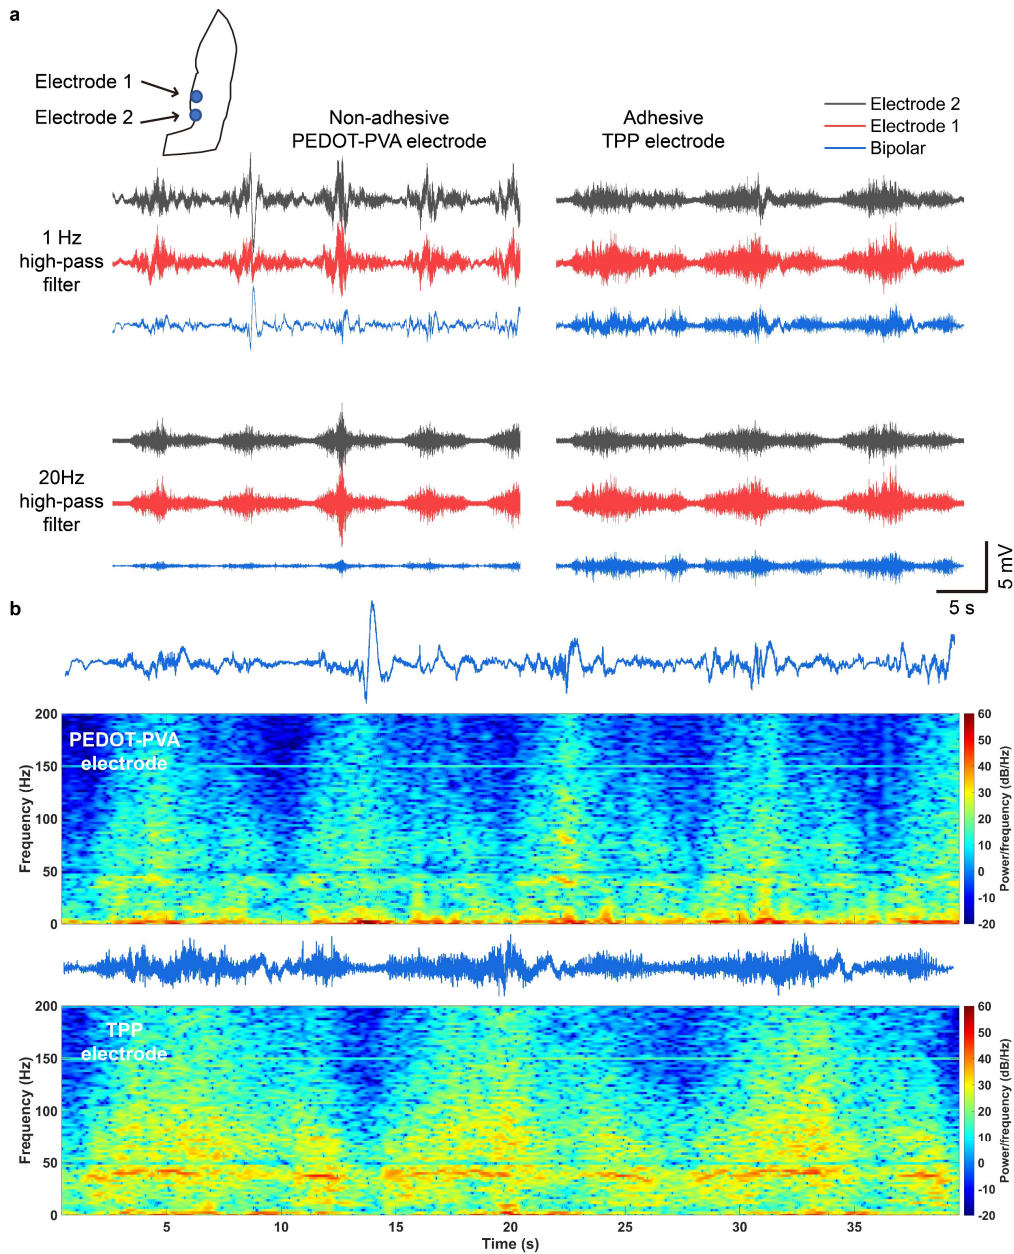 a
Electrode 1
Electrode 2
Non-adhesive
PEDOT-PVA electrode
Adhesive
TPP electrode
Electrode 2
Electrode 1
Bipolar
1 Hz
high-pass
filter
20Hz
high-pass
filter
5 mV
5 s
b
PEDOT-PVA
electrode
Frequency (Hz)
200
150
100
50
0
60
50
40
30
20
10
0
-10
-20
Power/frequency (dB/Hz)
TPP
electrode
Frequency (Hz)
200
150
100
50
0
5
10
15
20
25
30
35
Time (s)
60
50
40
30
20
10
0
-10
-20
Power/frequency (dB/Hz)